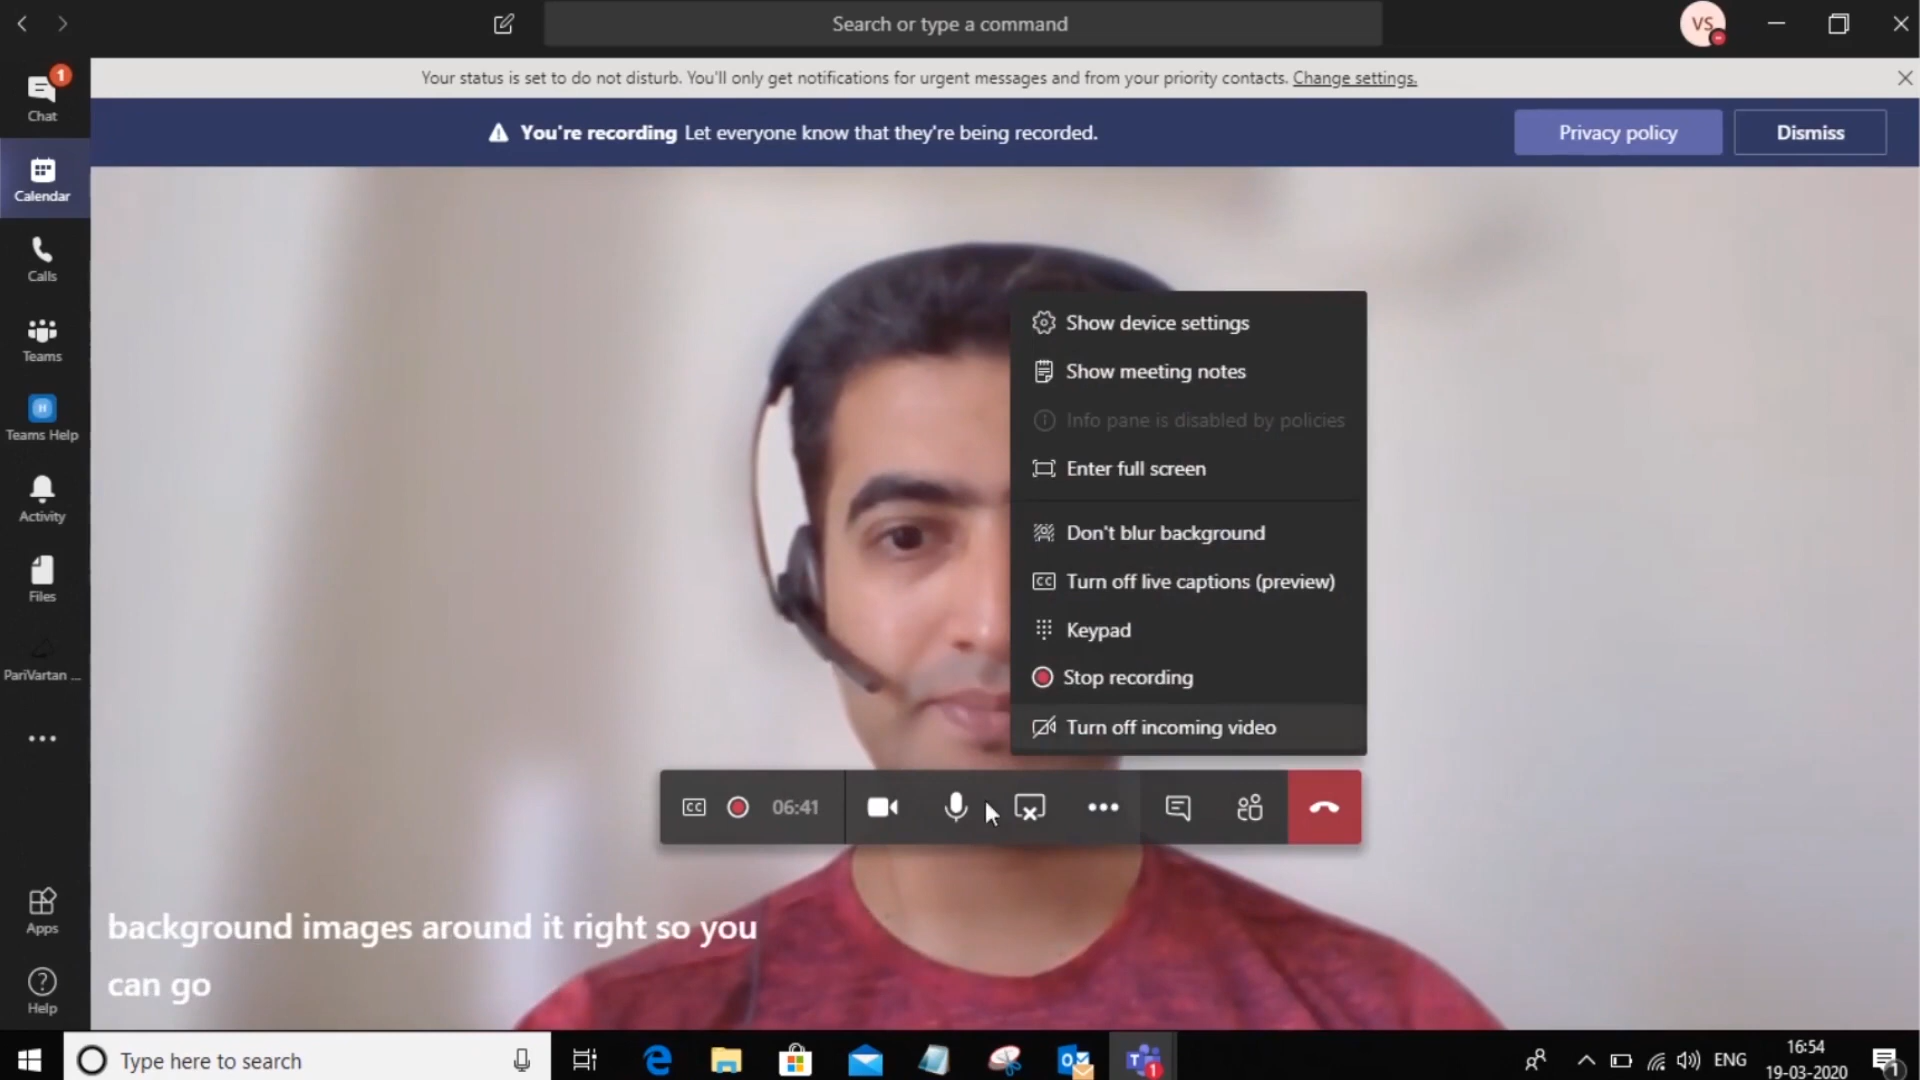 Search or type a command
VS
1
Chat
Your status is set to do not disturb. You'll only get notifications for urgent messages and from your priority contacts. Change settings.
You're recording Let everyone know that they're being recorded.
Privacy policy
Dismiss
Calendar
Calls
Teams
Teams Help
Activity
Files
PariVartan ...
Apps
Help
Show device settings
Show meeting notes
Info pane is disabled by policies
Enter full screen
Don't blur background
CC Turn off live captions (preview)
Keypad
Stop recording
Turn off incoming video
CC
06:41
background images around it right so you
can go
Type here to search
1
ENG
16:54
19-03-2020
1